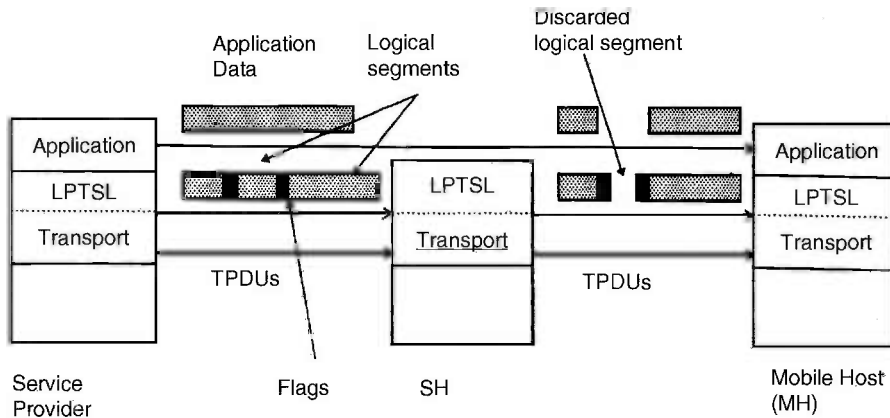 Application
Data
Logical
segments
Discarded
logical segment
Application
LPTSL
Transport
LPTSL
Transport
Application
LPTSL
Transport
TPDUs
TPDUs
Service
Provider
Flags
SH
Mobile Host
(MH)